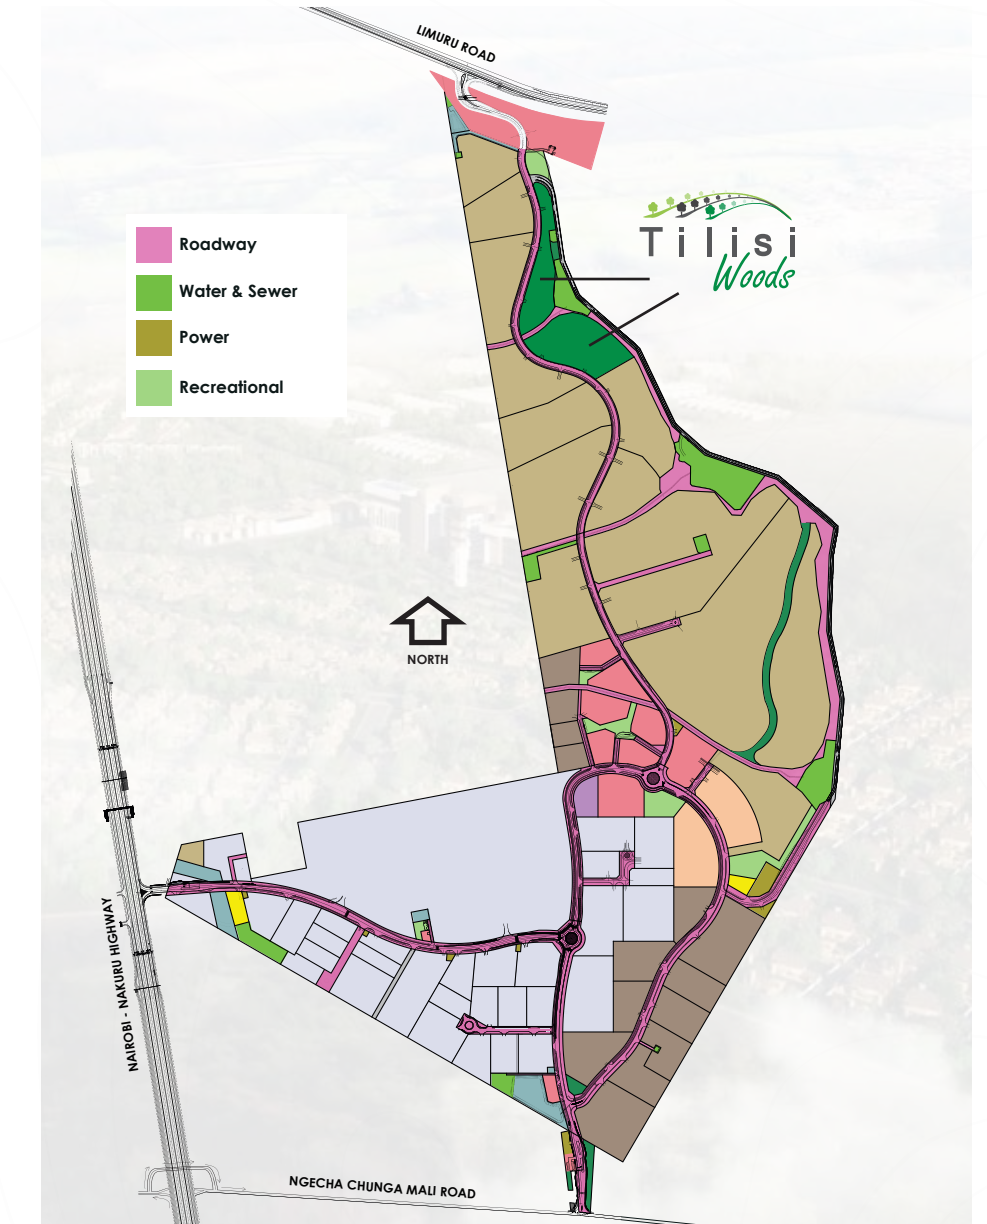 LIMURU ROAD
Tilisi
Woods
Roadway
Water & Sewer
Power
Recreational
NORTH
NAIROBI - NAKURU HIGHWAY
NGECHA CHUNGA MALI ROAD